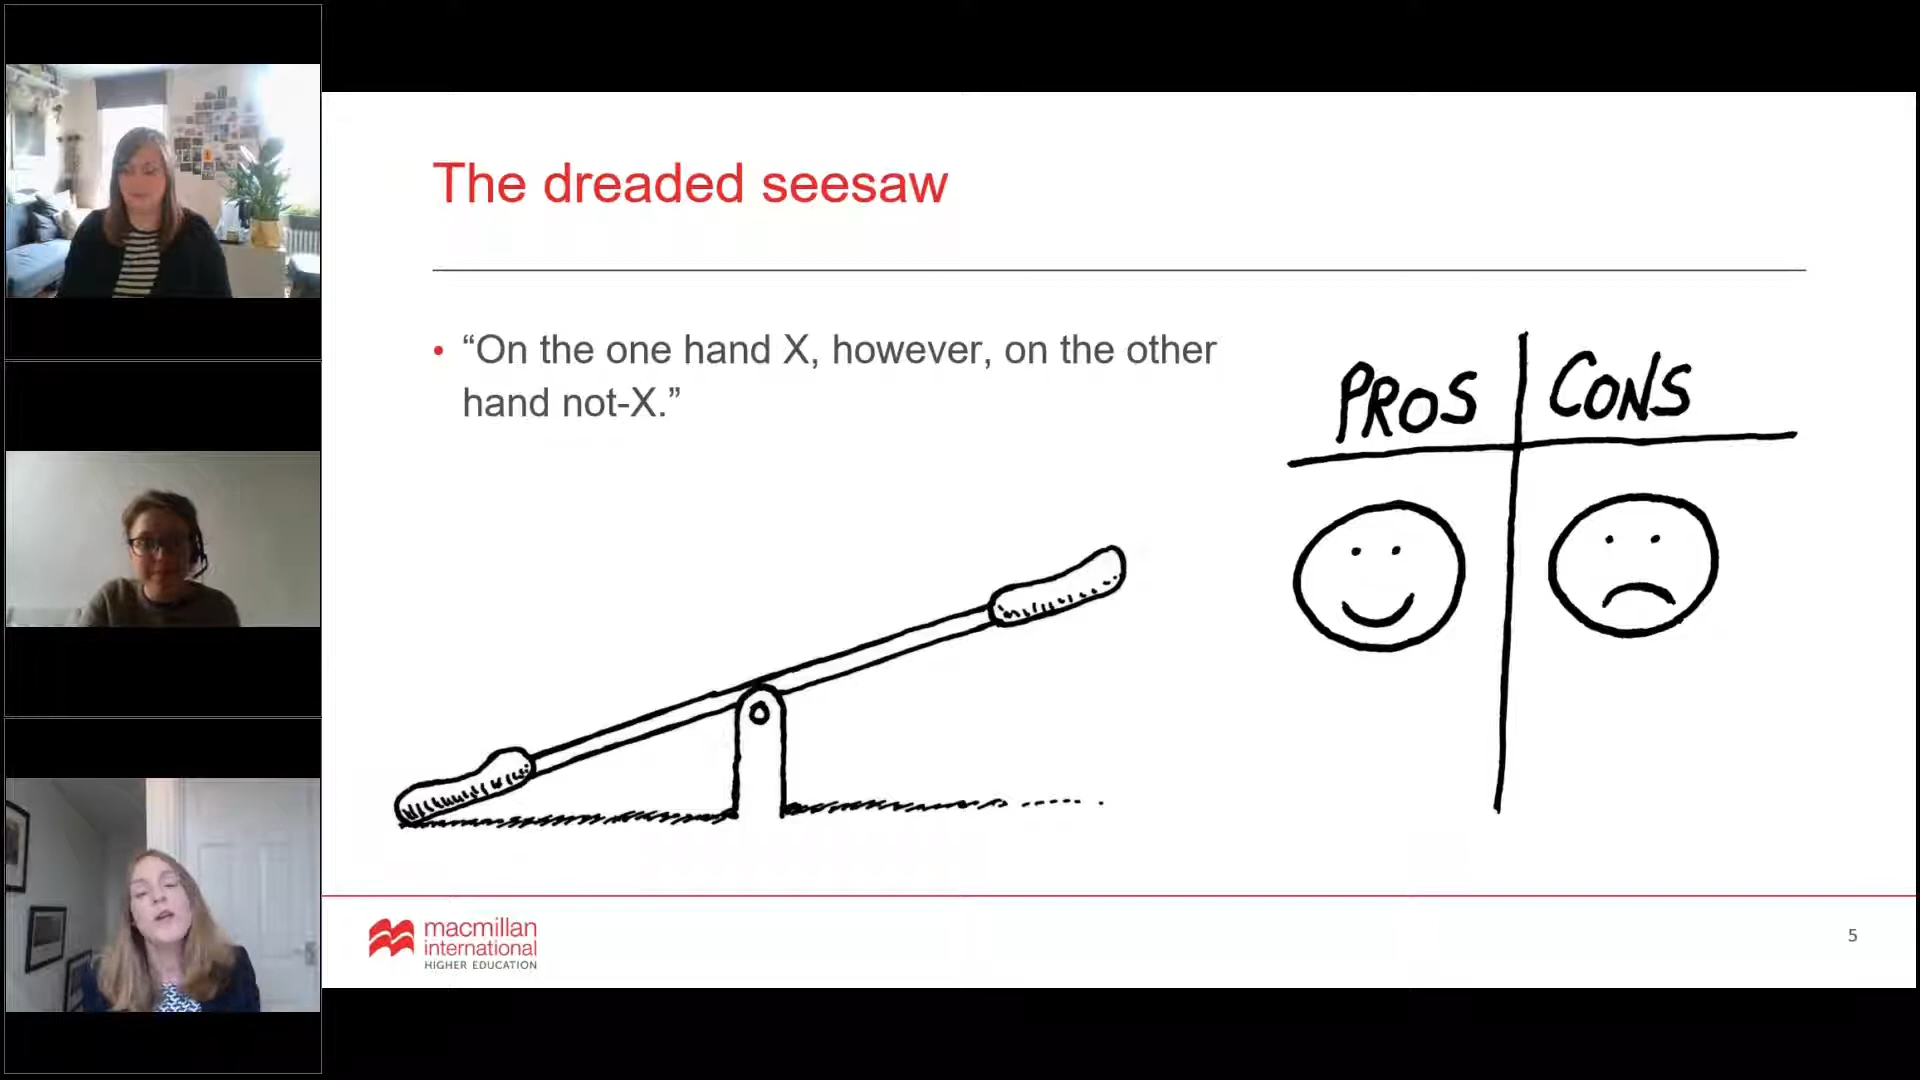 The dreaded seesaw
• “On the one hand X, however, on the other
hand not-X.”
PROS
CONS
macmillan
international
HIGHER EDUCATION
5